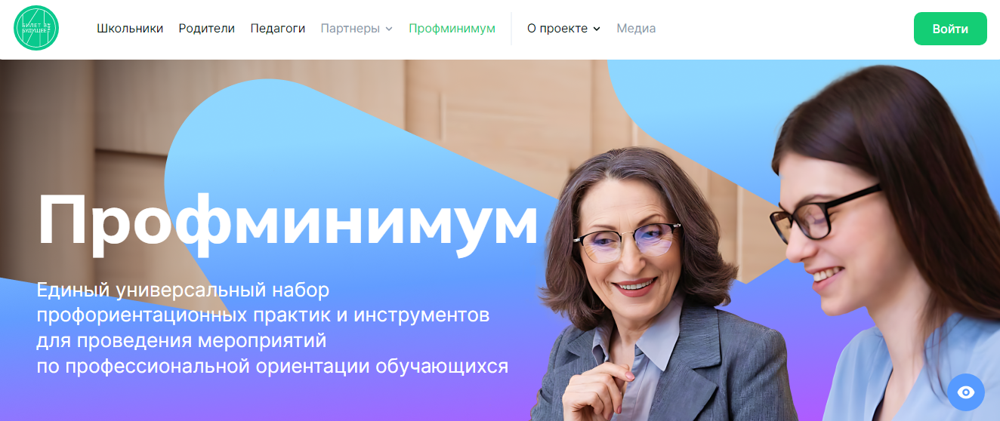 БИЛЕТ В
БУДУЩЕЕ
Школьники Родители Педагоги Партнеры Профминимум О проекте Медиа Войти
Профминимум
Единый универсальный набор
профориентационных практик и инструментов
для проведения мероприятий
по профессиональной ориентации обучающихся